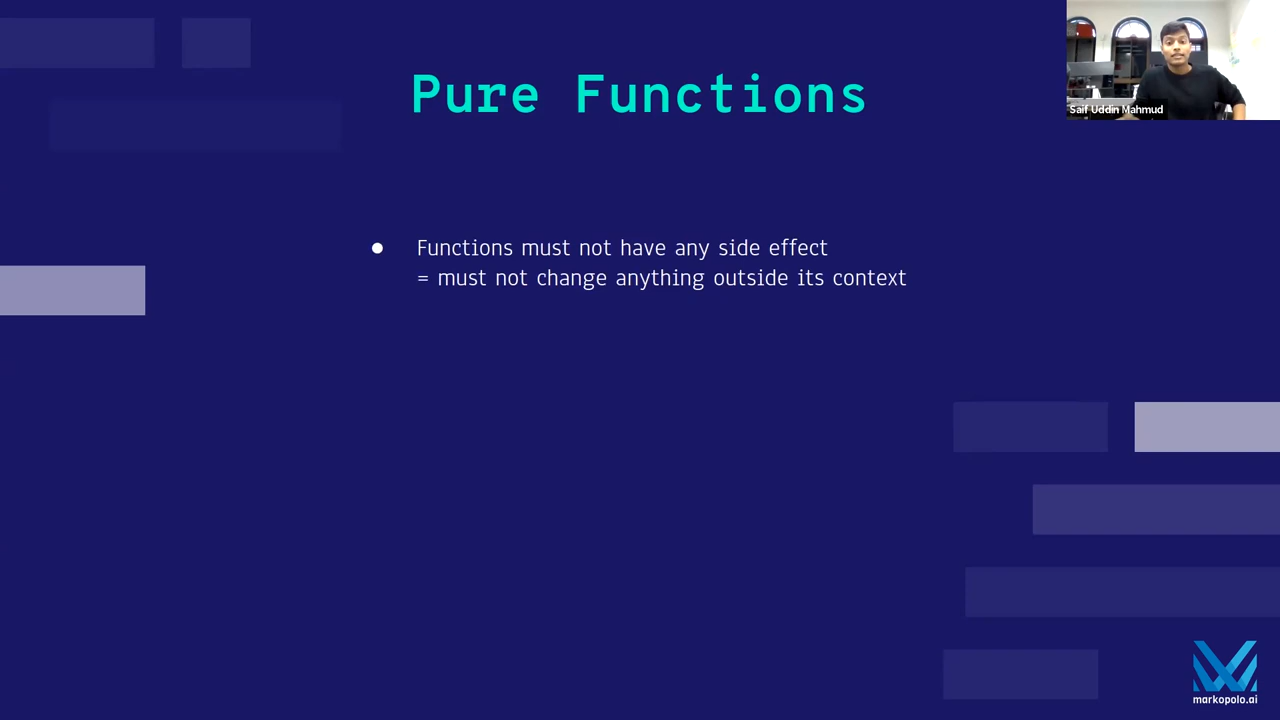 Pure Functions
Saif Uddin Mahmud
● Functions must not have any side effect
= must not change anything outside its context
markopolo.ai